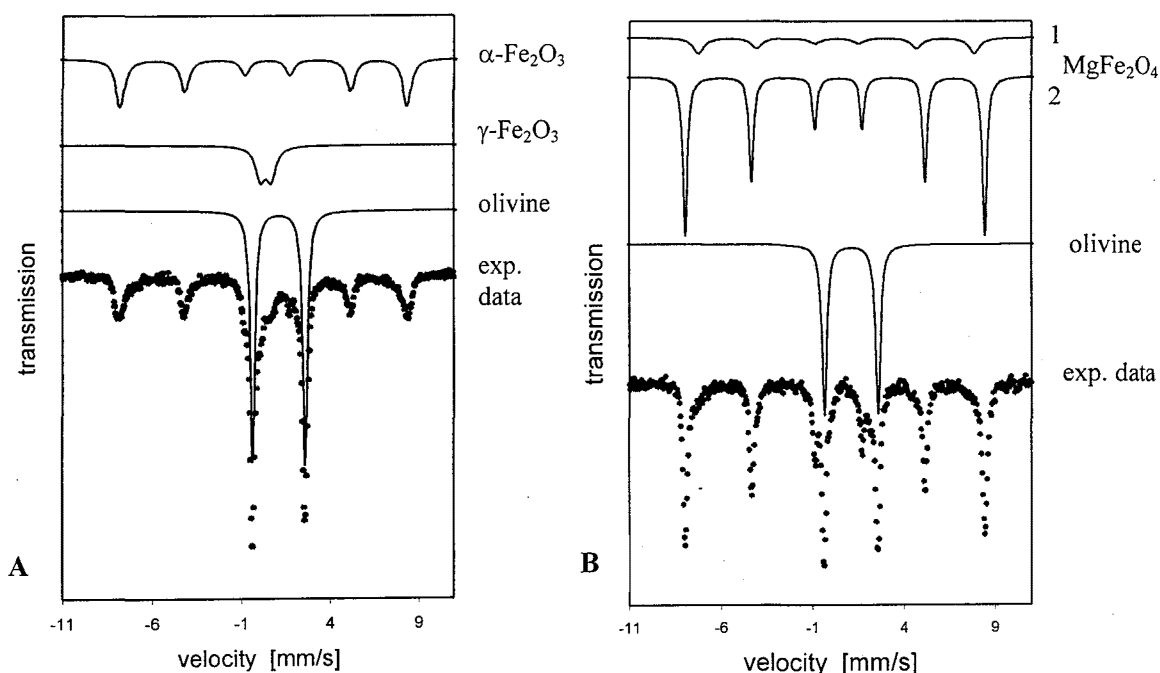 α-Fe₂O₃
γ-Fe₂O₃
olivine
exp.
data
transmission
A
-11 -6 -1 4 9
velocity [mm/s]
1
MgFe₂O₄
2
olivine
exp. data
transmission
B
-11 -6 -1 4 9
velocity [mm/s]